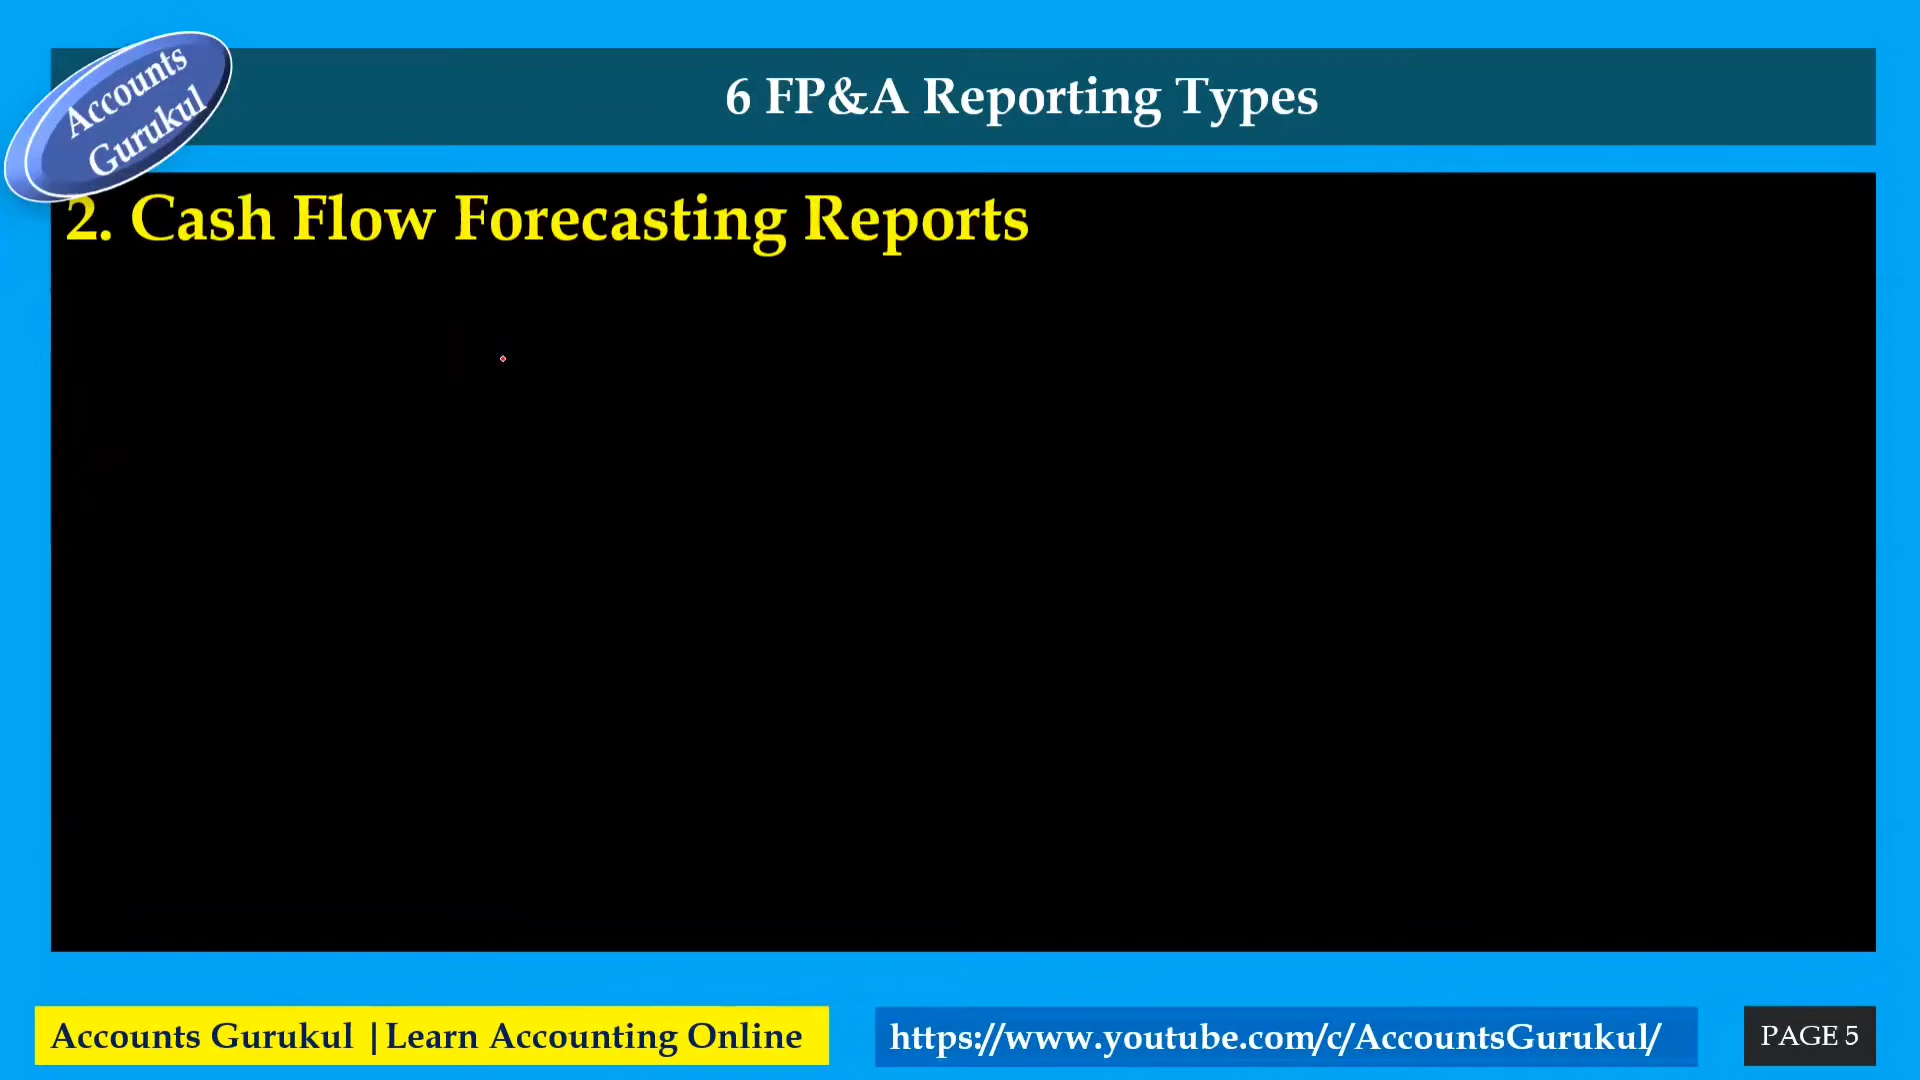 Accounts
Gurukul
6 FP&A Reporting Types
2. Cash Flow Forecasting Reports
Accounts Gurukul | Learn Accounting Online
https://www.youtube.com/c/AccountsGurukul/
PAGE 5